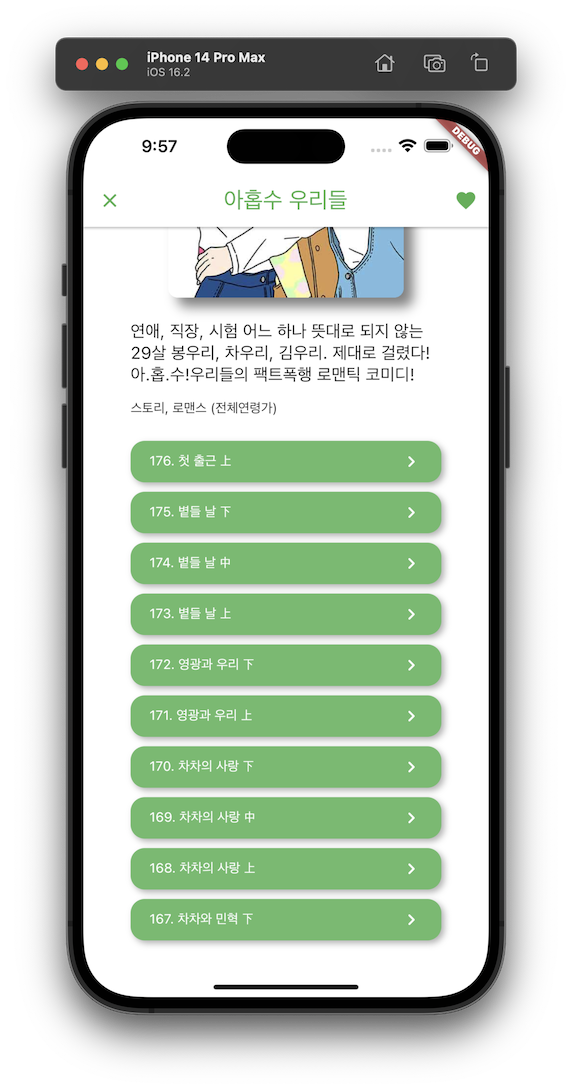 iPhone 14 Pro Max
iOS 16.2
9:57
DEBUG
아홉수 우리들
연애, 직장, 시험 어느 하나 뜻대로 되지 않는
29살 봉우리, 차우리, 김우리. 제대로 걸렸다!
아.홉.수!우리들의 팩트폭행 로맨틱 코미디!
스토리, 로맨스 (전체연령가)
176. 첫 출근 上
175. 볕들 날 下
174. 볕들 날 中
173. 볕들 날 上
172. 영광과 우리 下
171. 영광과 우리 上
170. 차차의 사랑 下
169. 차차의 사랑 中
168. 차차의 사랑 上
167. 차차와 민혁 下